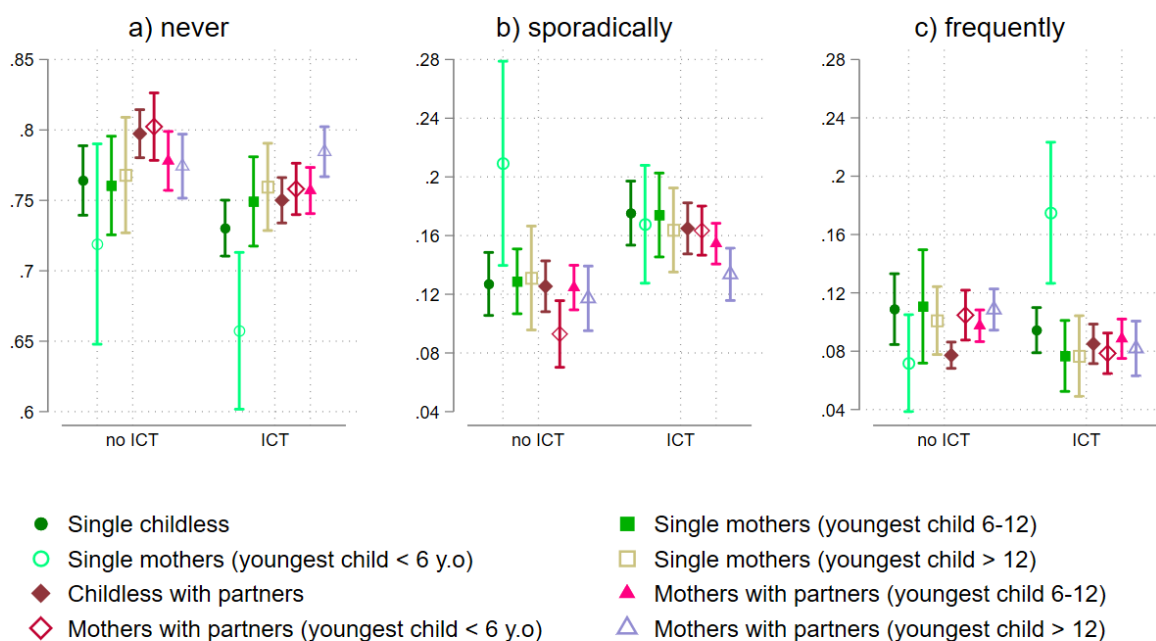 a) never
b) sporadically
c) frequently
.85
.8
.75
.7
.65
.6
no ICT
ICT
.28
.24
.2
.16
.12
.08
.04
no ICT
ICT
.28
.24
.2
.16
.12
.08
.04
no ICT
ICT
Single childless
Single mothers (youngest child < 6 y.o)
Childless with partners
Mothers with partners (youngest child < 6 y.o)
Single mothers (youngest child 6-12)
Single mothers (youngest child > 12)
Mothers with partners (youngest child 6-12)
Mothers with partners (youngest child > 12)